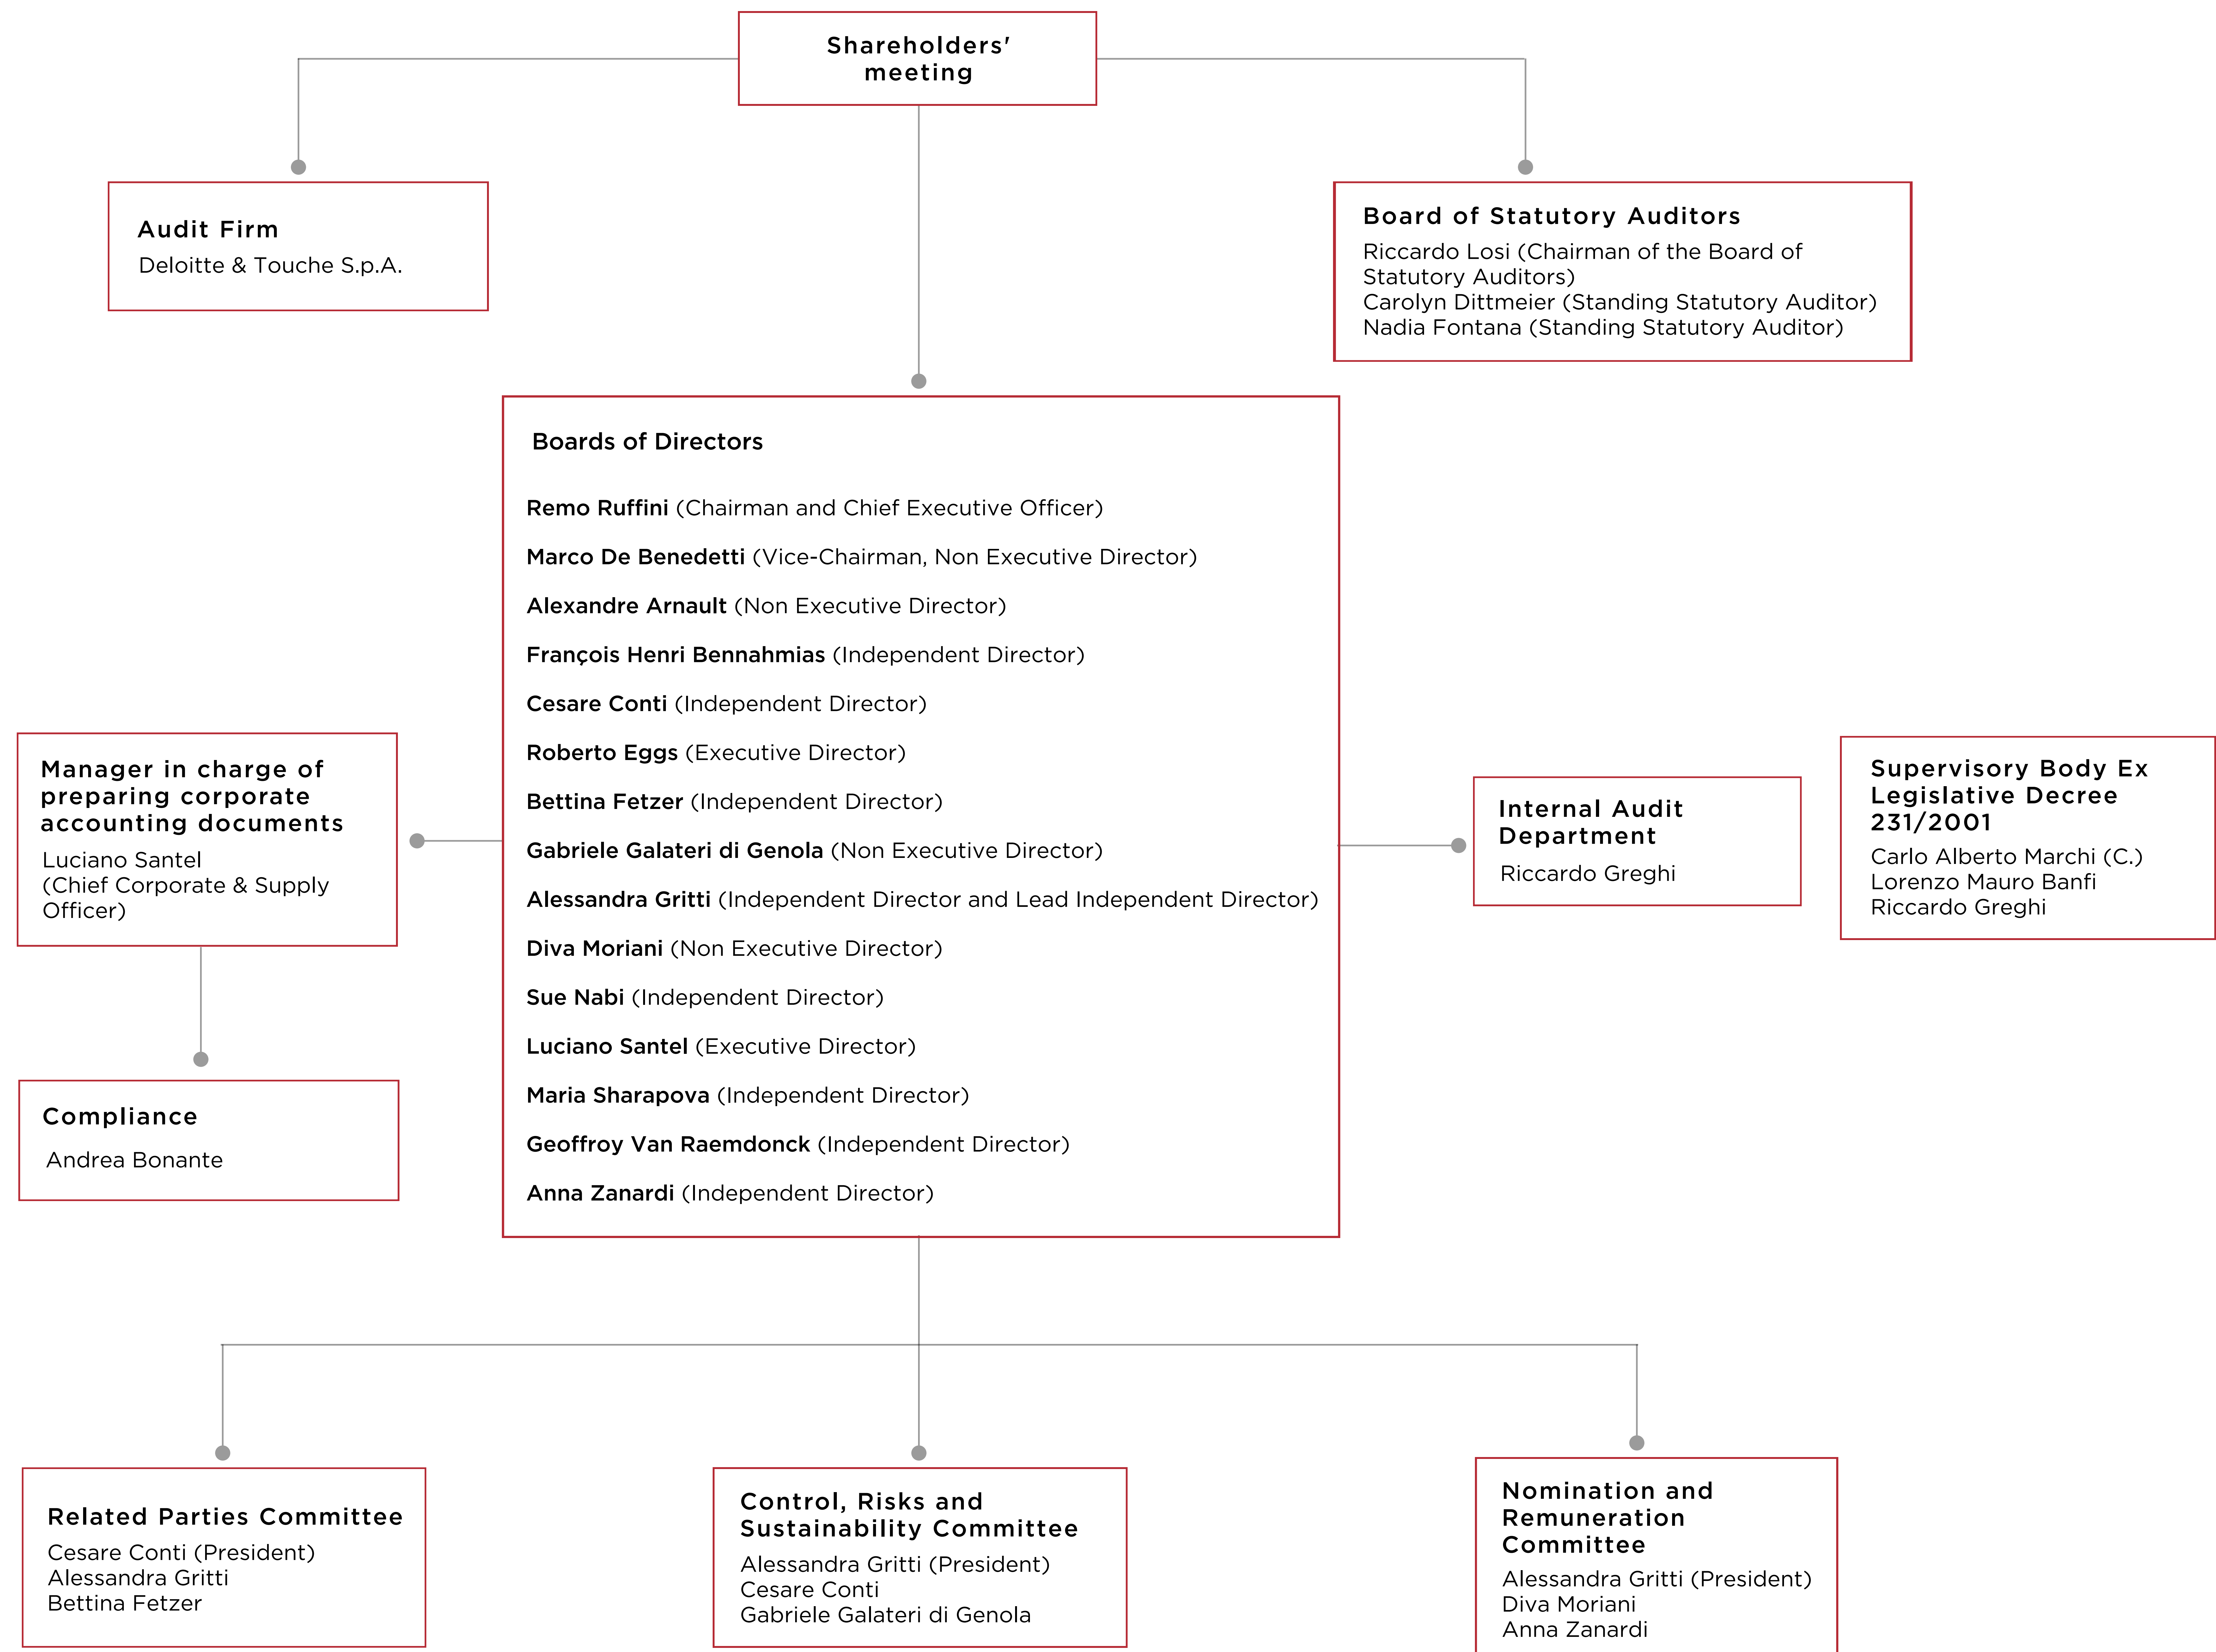 Shareholders'
meeting
Audit Firm
Deloitte & Touche S.p.A.
Board of Statutory Auditors
Riccardo Losi (Chairman of the Board of
Statutory Auditors)
Carolyn Dittmeier (Standing Statutory Auditor)
Nadia Fontana (Standing Statutory Auditor)
Boards of Directors
Remo Ruffini (Chairman and Chief Executive Officer)
Marco De Benedetti (Vice-Chairman, Non Executive Director)
Alexandre Arnault (Non Executive Director)
François Henri Bennahmias (Independent Director)
Cesare Conti (Independent Director)
Roberto Eggs (Executive Director)
Bettina Fetzer (Independent Director)
Gabriele Galateri di Genola (Non Executive Director)
Alessandra Gritti (Independent Director and Lead Independent Director)
Diva Moriani (Non Executive Director)
Sue Nabi (Independent Director)
Luciano Santel (Executive Director)
Maria Sharapova (Independent Director)
Geoffroy Van Raemdonck (Independent Director)
Anna Zanardi (Independent Director)
Manager in charge of
preparing corporate
accounting documents
Luciano Santel
(Chief Corporate & Supply
Officer)
Internal Audit
Department
Riccardo Greghi
Supervisory Body Ex
Legislative Decree
231/2001
Carlo Alberto Marchi (C.)
Lorenzo Mauro Banfi
Riccardo Greghi
Compliance
Andrea Bonante
Related Parties Committee
Cesare Conti (President)
Alessandra Gritti
Bettina Fetzer
Control, Risks and
Sustainability Committee
Alessandra Gritti (President)
Cesare Conti
Gabriele Galateri di Genola
Nomination and
Remuneration
Committee
Alessandra Gritti (President)
Diva Moriani
Anna Zanardi